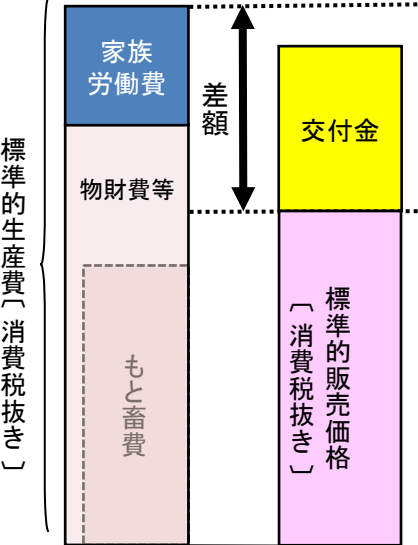 標準的生産費〔消費税抜き〕
家族
労働費
物財費等
もと畜費
差額
交付金
標準的販売価格
〔消費税抜き〕